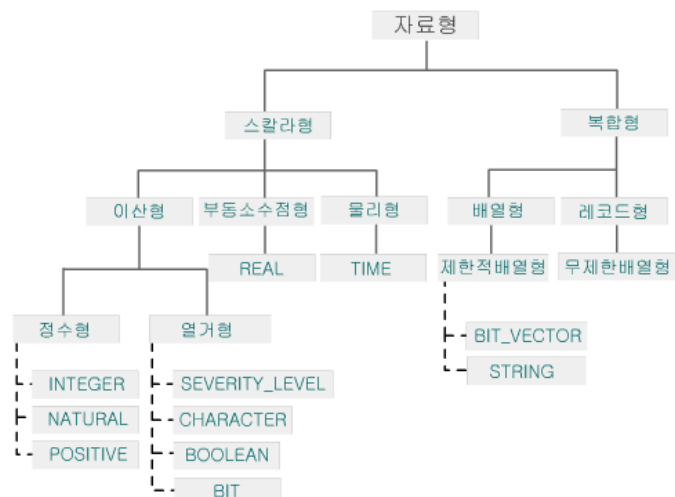 자료형
스칼라형
복합형
이산형 부동소수점형 물리형 배열형 레코드형
REAL TIME 제한적배열형 무제한배열형
정수형 열거형
BIT_VECTOR
STRING
INTEGER SEVERITY_LEVEL
NATURAL CHARACTER
POSITIVE BOOLEAN
BIT